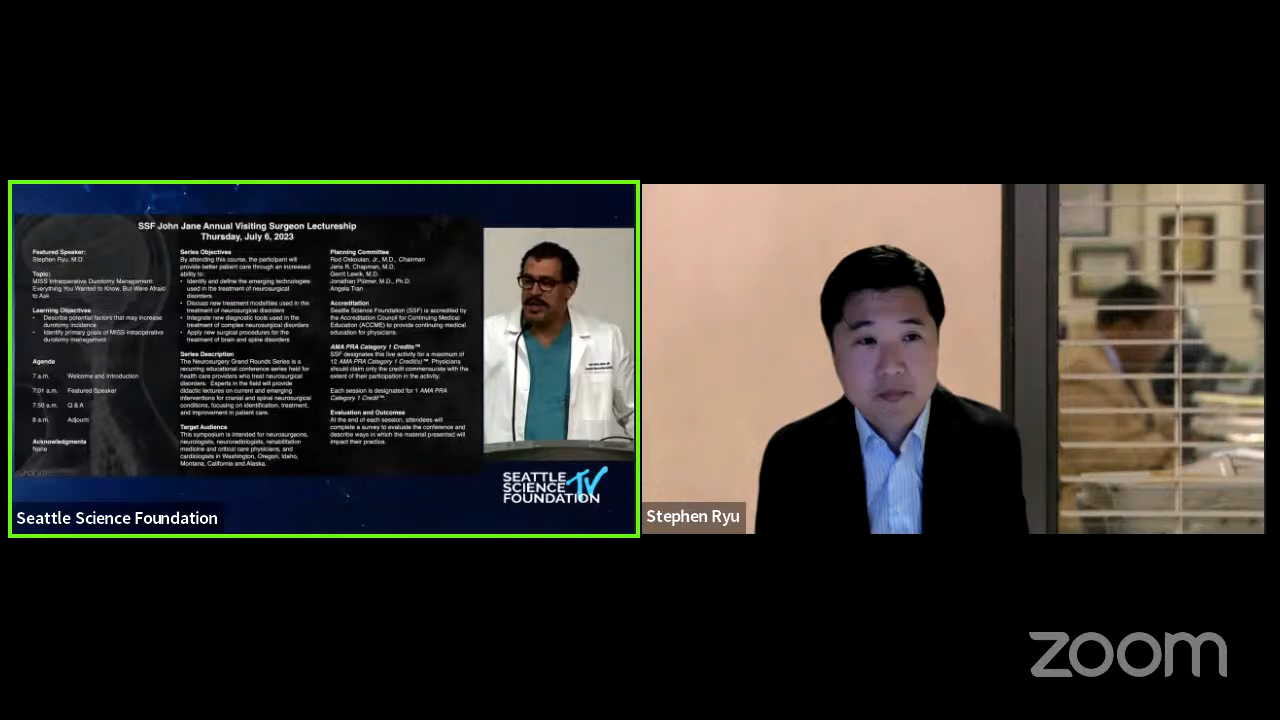 SSF John Jane Annual Visiting Surgeon Lectureship
Thursday, July 6, 2023
Featured Speaker:
Stephen Ryu, M.D.
Topic:
MISS Intraoperative Durotomy Management:
Everything You Wanted to Know, But Were Afraid
to Ask
Learning Objectives
• Describe potential factors that may increase
durotomy incidence
• Identify primary goals of MISS intraoperative
durotomy management
Agenda
7 a.m. Welcome and Introduction
7:01 a.m. Featured Speaker
7:50 a.m. Q & A
8 a.m. Adjourn
Acknowledgments
None
Series Objectives
By attending this course, the participant will
provide better patient care through an increased
ability to:
• Identify and define the emerging technologies
used in the treatment of neurosurgical
disorders.
• Discuss new treatment modalities used in the
treatment of neurosurgical disorders
• Integrate new diagnostic tools used in the
treatment of complex neurosurgical disorders
• Apply new surgical procedures for the
treatment of brain and spine disorders
Series Description
The Neurosurgery Grand Rounds Series is a
recurring educational conference series held for
health care providers who treat neurosurgical
disorders. Experts in the field will provide
didactic lectures on current and emerging
interventions for cranial and spinal neurosurgical
conditions, focusing on identification, treatment,
and improvement in patient care.
Target Audience
This symposium is intended for neurosurgeons,
neurologists, neuroradiologists, rehabilitation
medicine and critical care physicians, and
cardiologists in Washington, Oregon, Idaho,
Montana, California and Alaska.
Planning Committee
Rod Oskouian, Jr., M.D., Chairman
Jens R. Chapman, M.D.
Gerrit Lewik, M.D.
Jonathan Plümer, M.D., Ph.D.
Angela Tran
Accreditation
Seattle Science Foundation (SSF) is accredited by
the Accreditation Council for Continuing Medical
Education (ACCME) to provide continuing medical
education for physicians.
AMA PRA Category 1 Credits™
SSF designates this live activity for a maximum of
12 AMA PRA Category 1 Credit(s)™. Physicians
should claim only the credit commensurate with the
extent of their participation in the activity.
Each session is designated for 1 AMA PRA
Category 1 Credit™.
Evaluation and Outcomes
At the end of each session, attendees will
complete a survey to evaluate the conference and
describe ways in which the material presented will
impact their practice.
SEATTLE
SCIENCE TV
FOUNDATION
Seattle Science Foundation
Stephen Ryu
zoom